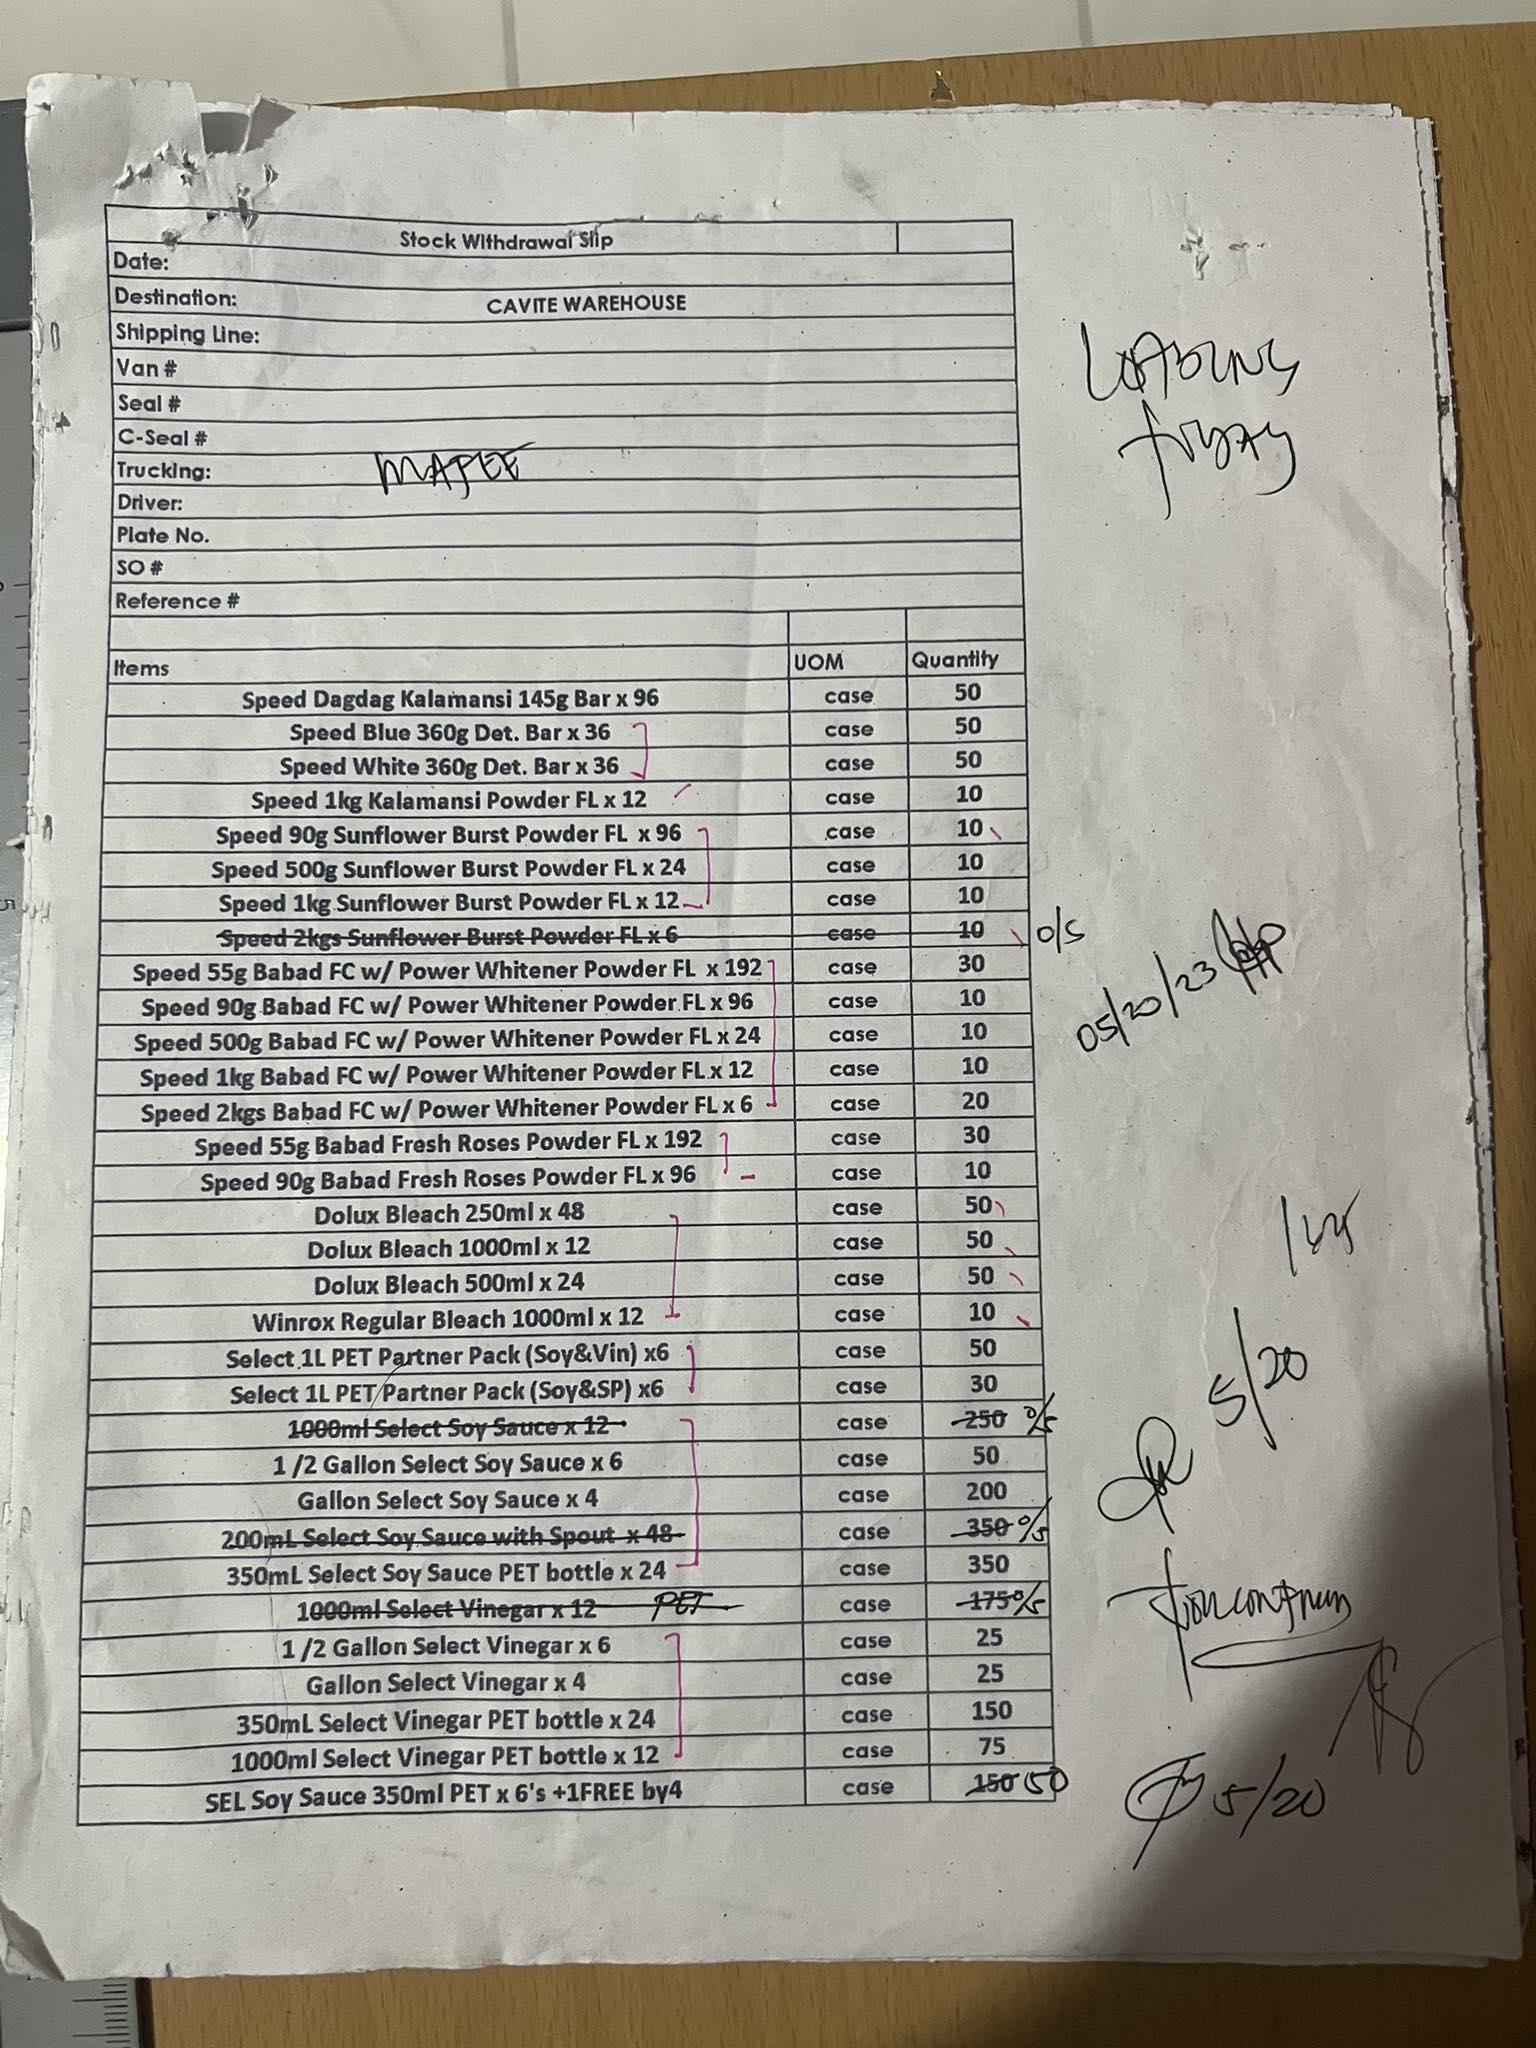 Stock Withdrawal Slip
Date:
Destination: CAVITE WAREHOUSE
Shipping Line:
Van #
Seal #
C-Seal #
Trucking: MAPEE
Driver:
Plate No.
SO #
Reference #
LOADING
TODAY
Items UOM Quantity
Speed Dagdag Kalamansi 145g Bar x 96 case 50
Speed Blue 360g Det. Bar x 36 case 50
Speed White 360g Det. Bar x 36 case 50
Speed 1kg Kalamansi Powder FL x 12 case 10
Speed 90g Sunflower Burst Powder FL x 96 case 10
Speed 500g Sunflower Burst Powder FL x 24 case 10
Speed 1kg Sunflower Burst Powder FL x 12 case 10
Speed 2kgs Sunflower Burst Powder FL x 6 case 10 O/S
Speed 55g Babad FC w/ Power Whitener Powder FL x 192 case 30
05/20/23
Speed 90g Babad FC w/ Power Whitener Powder FL x 96 case 10
Speed 500g Babad FC w/ Power Whitener Powder FL x 24 case 10
Speed 1kg Babad FC w/ Power Whitener Powder FL x 12 case 10
Speed 2kgs Babad FC w/ Power Whitener Powder FL x 6 case 20
Speed 55g Babad Fresh Roses Powder FL x 192 case 30
Speed 90g Babad Fresh Roses Powder FL x 96 case 10
Dolux Bleach 250ml x 48 case 50
Dolux Bleach 1000ml x 12 case 50
Dolux Bleach 500ml x 24 case 50
Winrox Regular Bleach 1000ml x 12 case 10
Select 1L PET Partner Pack (Soy&Vin) x6 case 50
Select 1L PET Partner Pack (Soy&SP) x6 case 30
5/20
1000ml Select Soy Sauce x 12 case 250 O/S
1 /2 Gallon Select Soy Sauce x 6 case 50
Gallon Select Soy Sauce x 4 case 200
200mL Select Soy Sauce with Spout x 48 case 350 O/S
350mL Select Soy Sauce PET bottle x 24 case 350
1000ml Select Vinegar x 12 PET case 175 O/S
1 /2 Gallon Select Vinegar x 6 case 25
Gallon Select Vinegar x 4 case 25
350mL Select Vinegar PET bottle x 24 case 150
1000ml Select Vinegar PET bottle x 12 case 75
SEL Soy Sauce 350ml PET x 6's +1FREE by4 case 150 50
5/20